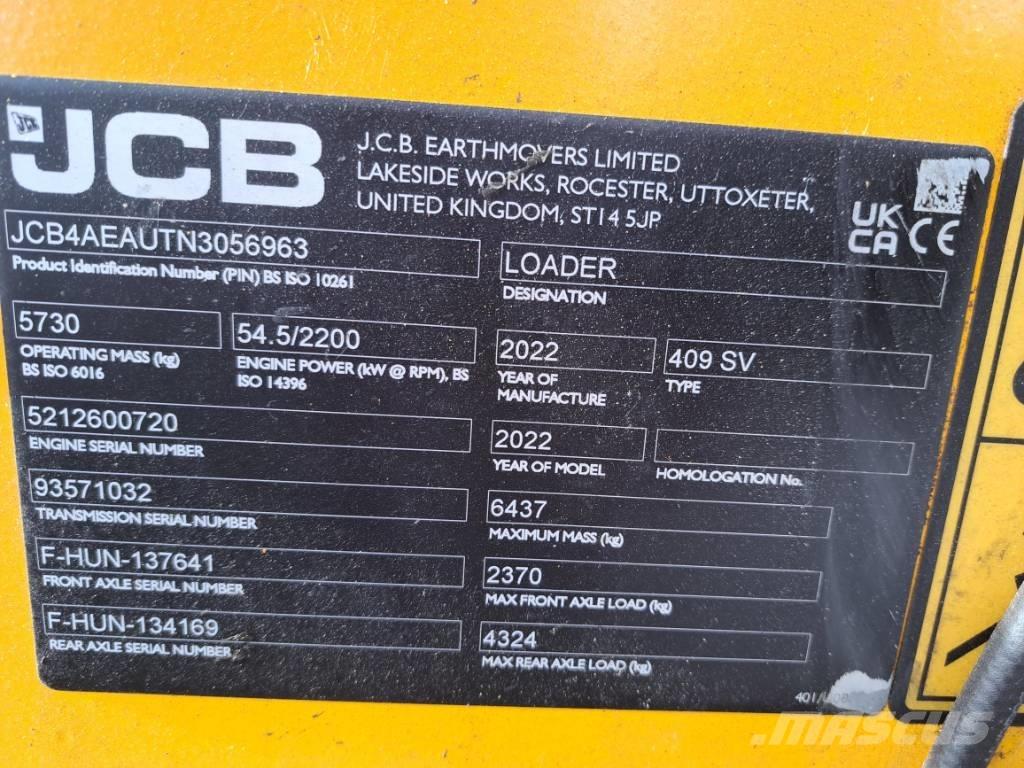 JCB
J.C.B. EARTHMOVERS LIMITED
LAKESIDE WORKS, ROCESTER, UTTOXETER,
UNITED KINGDOM, ST14 5JP
UK
CA CE
JCB4AEAUTN3056963
Product Identification Number (PIN) BS ISO 10261
LOADER
DESIGNATION
5730
OPERATING MASS (kg)
BS ISO 6016
54.5/2200
ENGINE POWER (kW @ RPM), BS
ISO 14396
2022
YEAR OF
MANUFACTURE
409 SV
TYPE
5212600720
ENGINE SERIAL NUMBER
2022
YEAR OF MODEL
HOMOLOGATION No.
93571032
TRANSMISSION SERIAL NUMBER
6437
MAXIMUM MASS (kg)
F-HUN-137641
FRONT AXLE SERIAL NUMBER
2370
MAX FRONT AXLE LOAD (kg)
F-HUN-134169
REAR AXLE SERIAL NUMBER
4324
MAX REAR AXLE LOAD (kg)
MASCUS